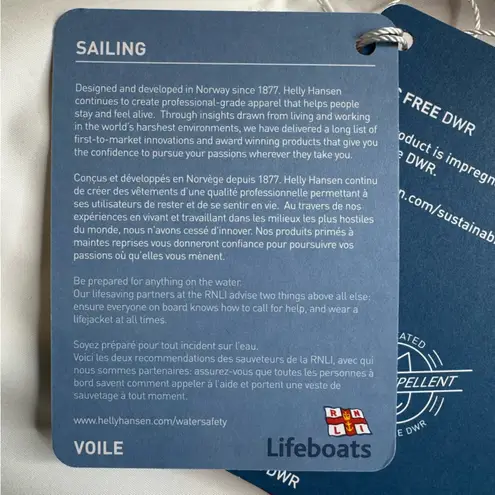 SAILING
Designed and developed in Norway since 1877, Helly Hansen
continues to create professional-grade apparel that helps people
stay and feel alive. Through insights drawn from living and working
in the world's harshest environments, we have delivered a long list of
first-to-market innovations and award winning products that give you
the confidence to pursue your passions wherever they take you.
Conçus et développés en Norvège depuis 1877, Helly Hansen continu
de créer des vêtements d'une qualité professionnelle permettant à
ses utilisateurs de rester et de se sentir en vie. Au travers de nos
expériences en vivant et travaillant dans les milieux les plus hostiles
du monde, nous n'avons cessé d'innover. Nos produits primés à
maintes reprises vous donneront confiance pour poursuivre vos
passions où qu'elles vous mènent.
Be prepared for anything on the water.
Our lifesaving partners at the RNLI advise two things above all else:
ensure everyone on board knows how to call for help, and wear a
lifejacket at all times.
Soyez préparé pour tout incident sur l'eau.
Voici les deux recommendations des sauveteurs de la RNLI, avec qui
nous sommes partenaires: assurez-vous que toutes les personnes à
bord savent comment appeler à l'aide et portent une veste de
sauvetage à tout moment.
www.hellyhansen.com/watersafety
VOILE
RNLI
Lifeboats
FREE DWR
product is impregn
DWR.
.com/sustainab
ATED
PELLENT
DWR
DWR